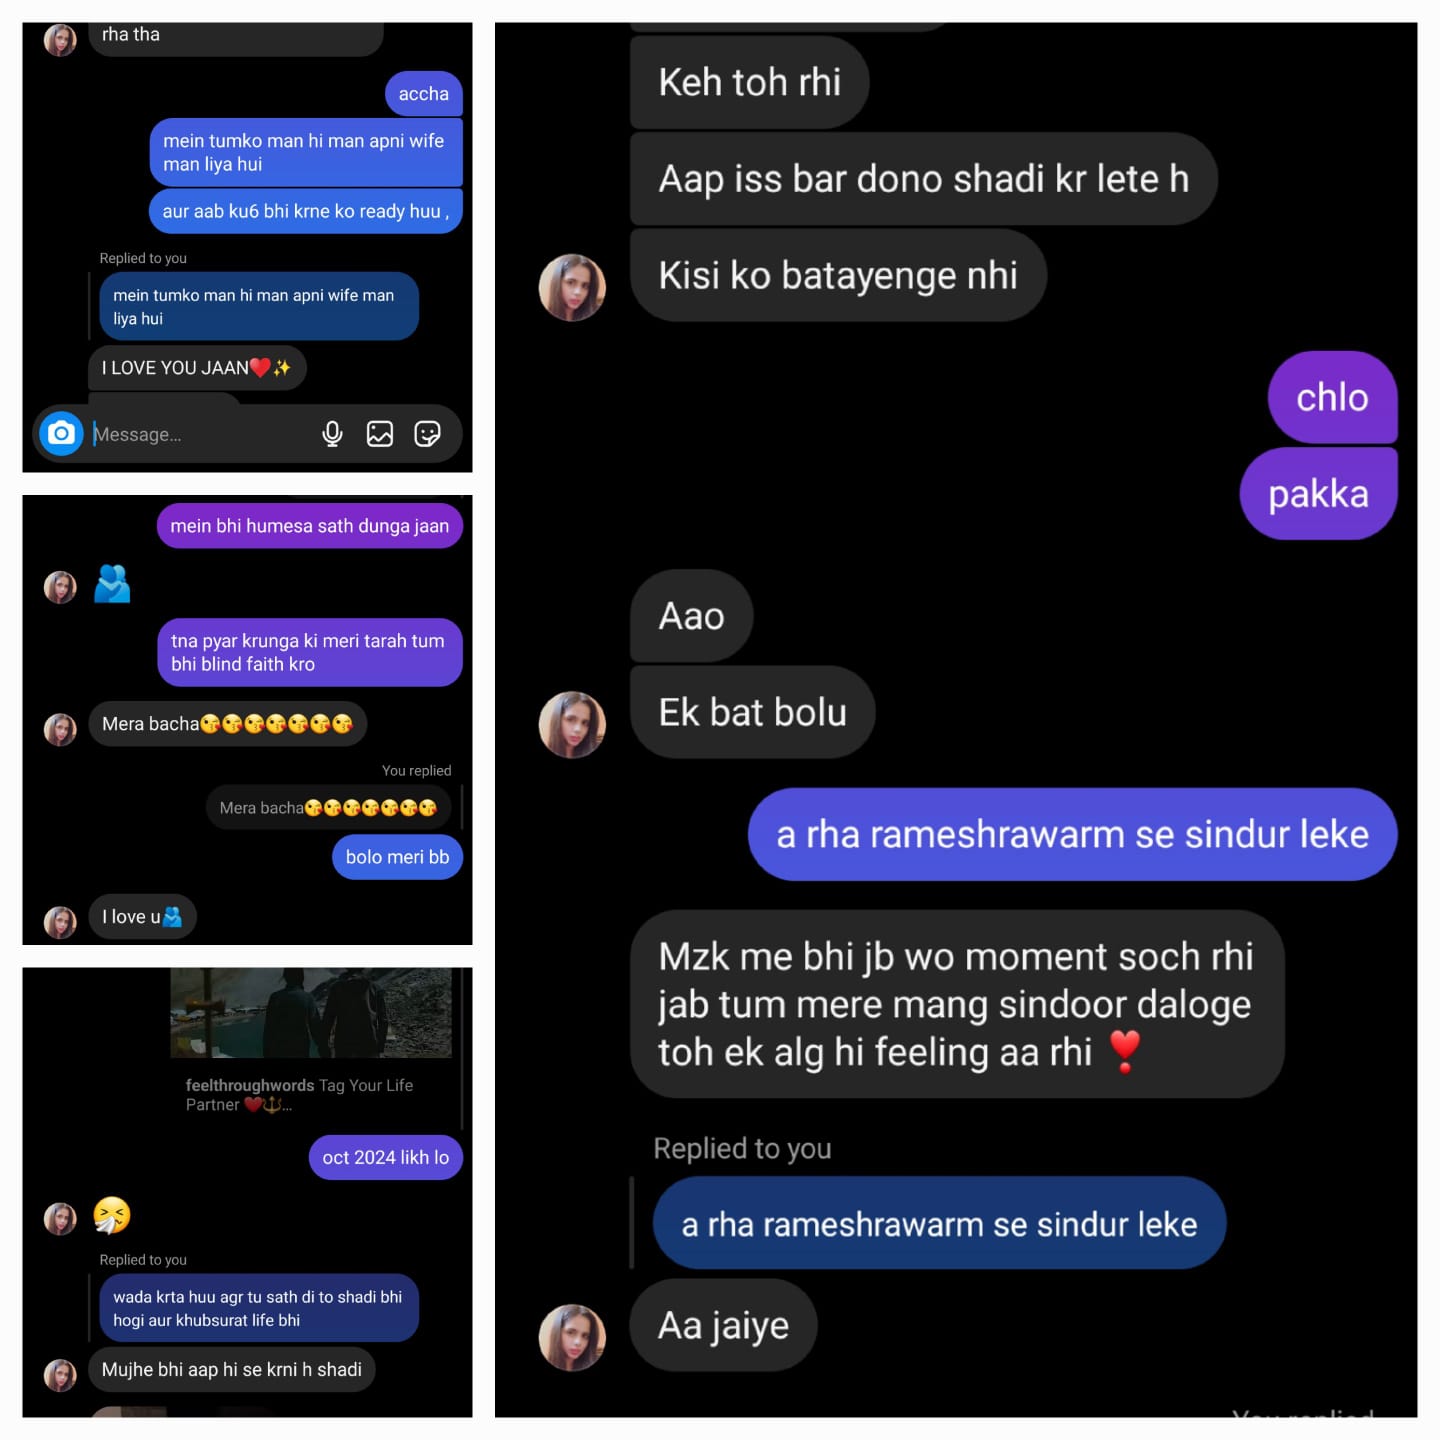 rha tha
accha
mein tumko man hi man apni wife
man liya hui
aur aab ku6 bhi krne ko ready huu ,
Replied to you
mein tumko man hi man apni wife man
liya hui
I LOVE YOU JAAN❤️✨
Message...
mein bhi humesa sath dunga jaan
🫂
tna pyar krunga ki meri tarah tum
bhi blind faith kro
Mera bacha😘😘😘😘😘😘😘
You replied
Mera bacha😘😘😘😘😘😘😘
bolo meri bb
I love u🫂
feelthroughwords Tag Your Life
Partner ❤️🔱...
oct 2024 likh lo
🤧
Replied to you
wada krta huu agr tu sath di to shadi bhi
hogi aur khubsurat life bhi
Mujhe bhi aap hi se krni h shadi
Keh toh rhi
Aap iss bar dono shadi kr lete h
Kisi ko batayenge nhi
chlo
pakka
Aao
Ek bat bolu
a rha rameshrawarm se sindur leke
Mzk me bhi jb wo moment soch rhi
jab tum mere mang sindoor daloge
toh ek alg hi feeling aa rhi ❣️
Replied to you
a rha rameshrawarm se sindur leke
Aa jaiye
You replied